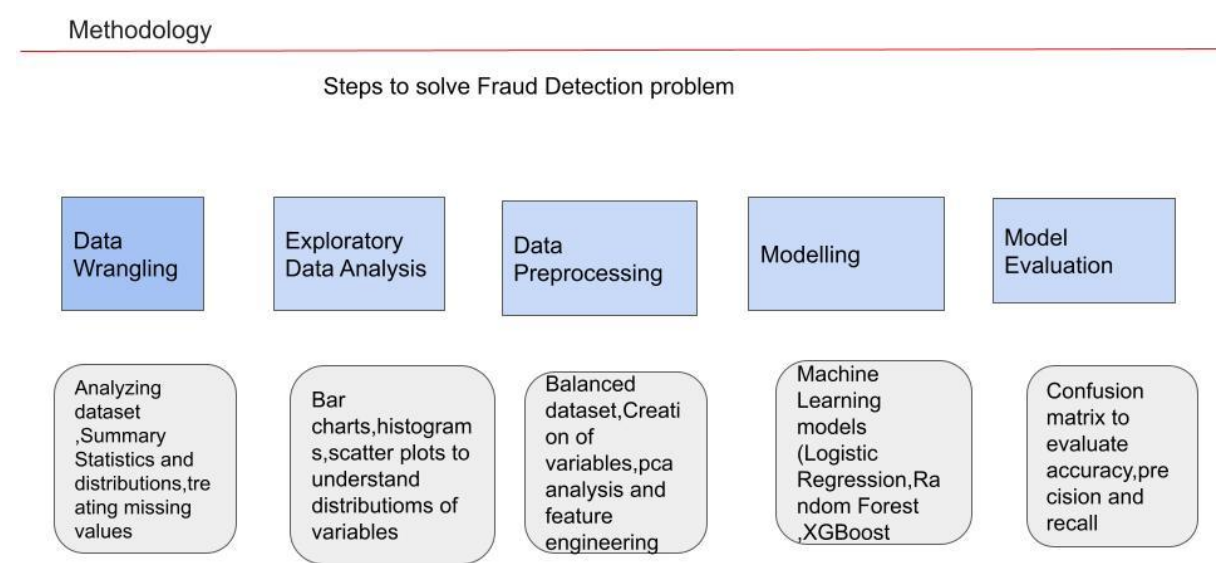 Methodology
Steps to solve Fraud Detection problem
Data
Wrangling
Exploratory
Data Analysis
Data
Preprocessing
Modelling
Model
Evaluation
Analyzing
dataset
,Summary
Statistics and
distributions,tre
ating missing
values
Bar
charts,histogram
s,scatter plots to
understand
distributioms of
variables
Balanced
dataset,Creati
on of
variables,pca
analysis and
feature
engineering
Machine
Learning
models
(Logistic
Regression,Ra
ndom Forest
,XGBoost
Confusion
matrix to
evaluate
accuracy,pre
cision and
recall